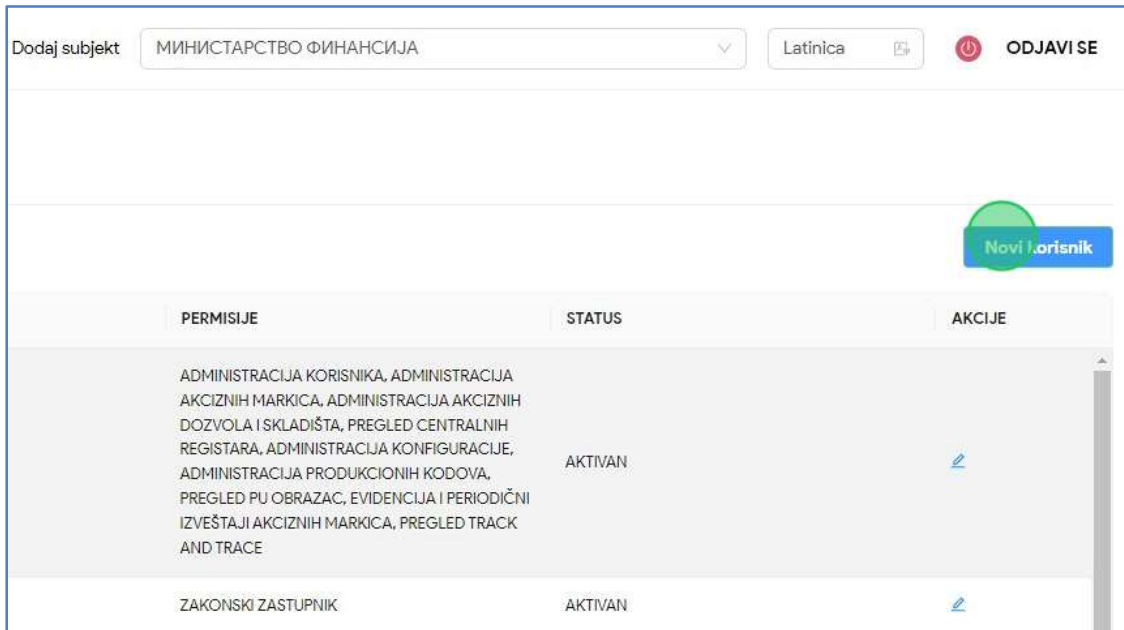 Dodaj subjekt МИНИСТАРСТВО ФИНАНСИЈА Latinica ODJAVI SE
Novi korisnik
PERMISIJE STATUS AKCIJE
ADMINISTRACIJA KORISNIKA, ADMINISTRACIJA
AKCIZNIH MARKICA, ADMINISTRACIJA AKCIZNIH
DOZVOLA I SKLADIŠTA, PREGLED CENTRALNIH
REGISTARA, ADMINISTRACIJA KONFIGURACIJE,
ADMINISTRACIJA PRODUKCIONIH KODOVA,
PREGLED PU OBRAZAC, EVIDENCIJA I PERIODIČNI
IZVEŠTAJI AKCIZNIH MARKICA, PREGLED TRACK
AND TRACE
AKTIVAN
ZAKONSKI ZASTUPNIK AKTIVAN